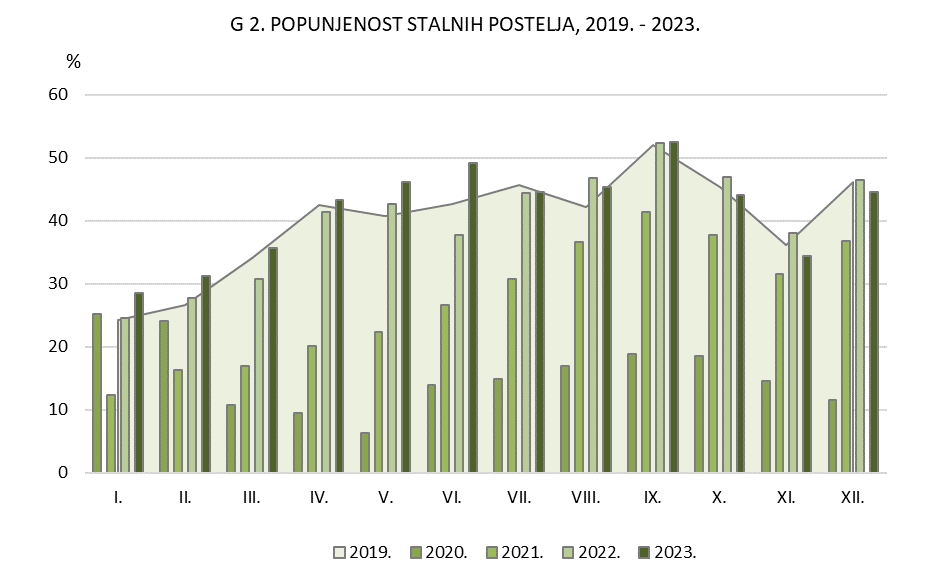 G 2. POPUNJENOST STALNIH POSTELJA, 2019. - 2023.
%
60
50
40
30
20
10
0
I. II. III. IV. V. VI. VII. VIII. IX. X. XI. XII.
2019. 2020. 2021. 2022. 2023.